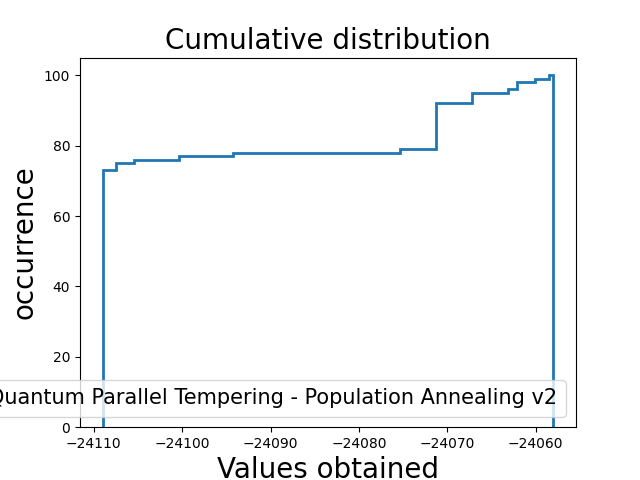 Cumulative distribution
occurrence
100
80
60
40
20
0
Quantum Parallel Tempering - Population Annealing v2
−24110 −24100 −24090 −24080 −24070 −24060
Values obtained